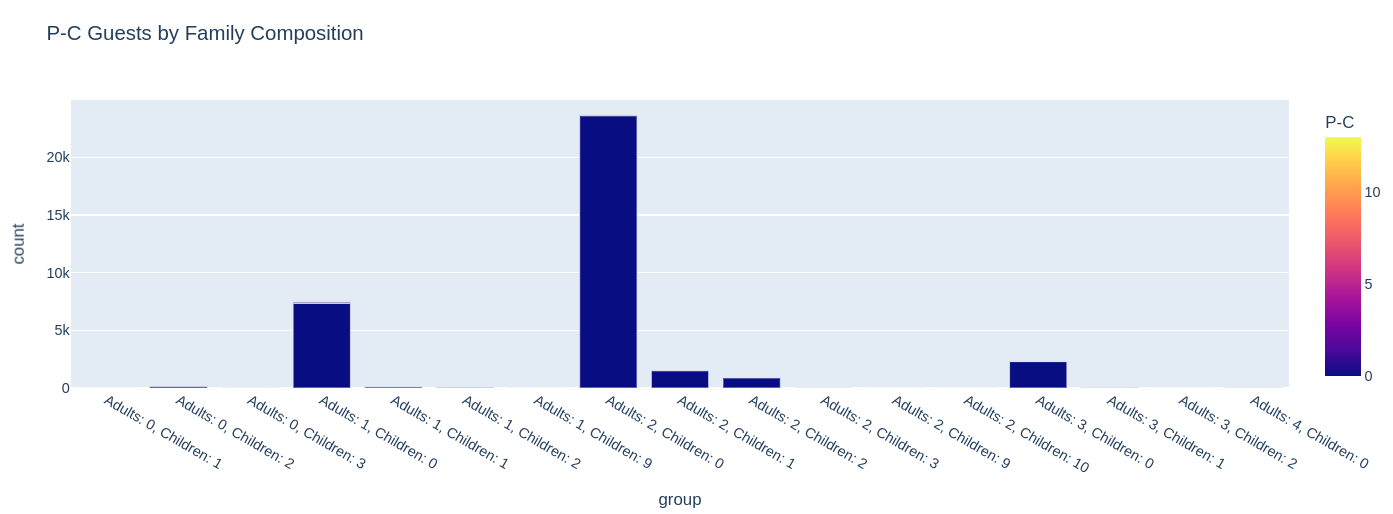 P-C Guests by Family Composition
count
20k
15k
10k
5k
0
Adults: 0, Children: 1
Adults: 0, Children: 2
Adults: 0, Children: 3
Adults: 1, Children: 0
Adults: 1, Children: 1
Adults: 1, Children: 2
Adults: 1, Children: 9
Adults: 2, Children: 0
Adults: 2, Children: 1
Adults: 2, Children: 2
Adults: 2, Children: 3
Adults: 2, Children: 9
Adults: 2, Children: 10
Adults: 3, Children: 0
Adults: 3, Children: 1
Adults: 3, Children: 2
Adults: 4, Children: 0
group
P-C
10
5
0